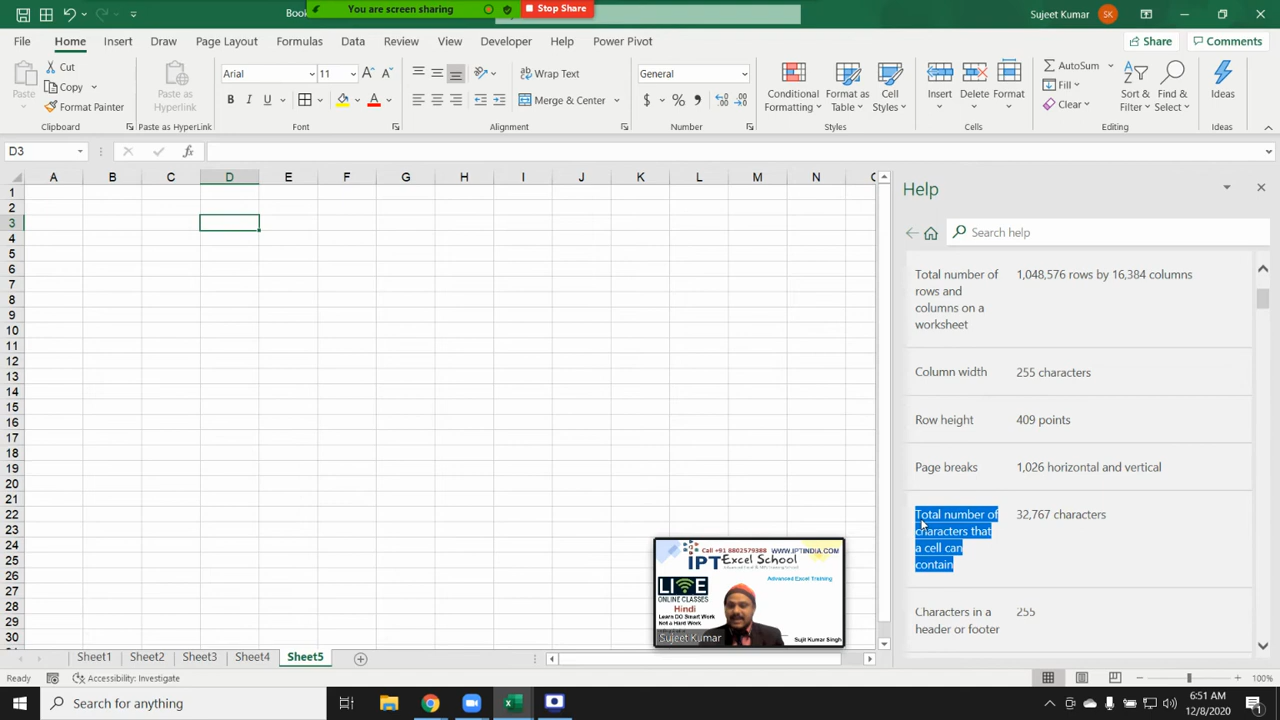 Book
You are screen sharing
Stop Share
Sujeet Kumar
SK
File Home Insert Draw Page Layout Formulas Data Review View Developer Help Power Pivot
Share
Comments
Paste
Cut
Copy
Format Painter
Clipboard
Paste as Hyperlink
Paste as HyperLink
Arial 11
B I U
Font
Wrap Text
Merge & Center
Alignment
General
$ % ,
Number
Conditional Formatting
Format as Table
Cell Styles
Styles
Insert
Delete
Format
Cells
AutoSum
Fill
Clear
Sort & Filter
Find & Select
Editing
Ideas
Ideas
D3
fx
A B C D E F G H I J K L M N
1
2
3
4
5
6
7
8
9
10
11
12
13
14
15
16
17
18
19
20
21
22
23
24
25
26
27
28
29
30
Help
Search help
Total number of
rows and
columns on a
worksheet
1,048,576 rows by 16,384 columns
Column width
255 characters
Row height
409 points
Page breaks
1,026 horizontal and vertical
Total number of
characters that
a cell can
contain
32,767 characters
Characters in a
header or footer
255
Call +91 8802579388 WWW.IPTINDIA.COM
IPT Excel School
Advanced Excel Training
LIVE
ONLINE CLASSES
Hindi
Learn DO Smart Work
Not a Hard Work
Sujeet Kumar
Sujit Kumar Singh
Sheet1 Sheet2 Sheet3 Sheet4 Sheet5
Ready
Accessibility: Investigate
100%
Search for anything
6:51 AM
12/8/2020
1